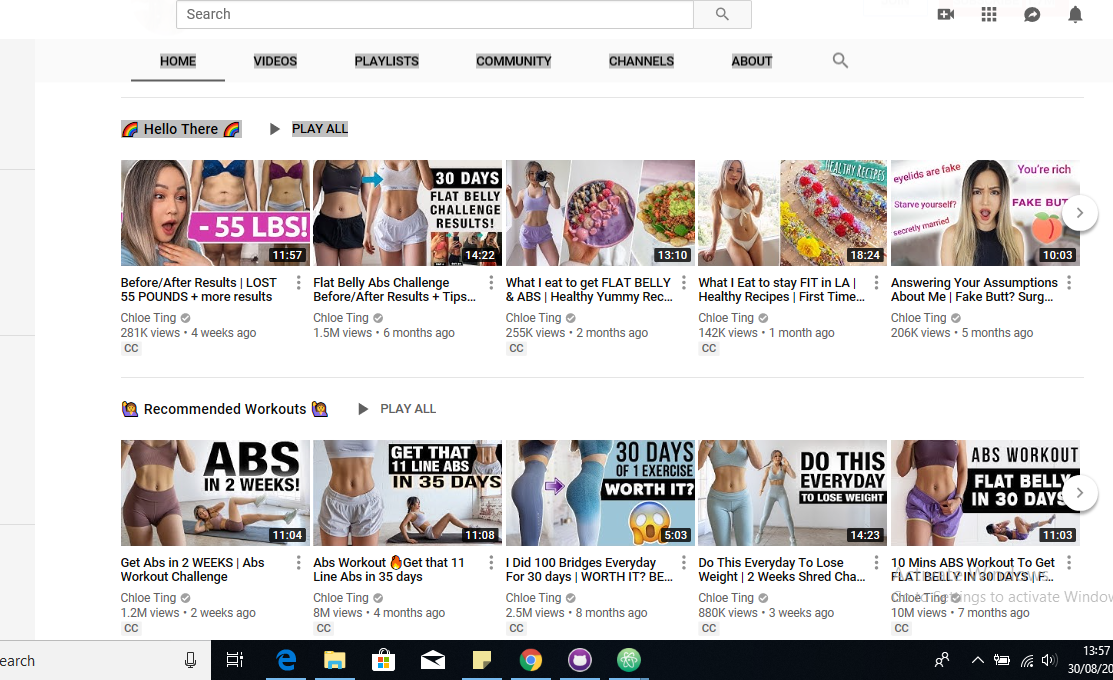 Search
HOME VIDEOS PLAYLISTS COMMUNITY CHANNELS ABOUT
🌈 Hello There 🌈 PLAY ALL
- 55 LBS!
11:57
30 DAYS
FLAT BELLY
CHALLENGE
RESULTS!
14:22
13:10
HEALTHY RECIPES
18:24
eyelids are fake
You're rich
Starve yourself?
FAKE BUT
secretly married
10:03
Before/After Results | LOST
55 POUNDS + more results
Chloe Ting
281K views • 4 weeks ago
CC
Flat Belly Abs Challenge
Before/After Results + Tips...
Chloe Ting
1.5M views • 6 months ago
What I eat to get FLAT BELLY
& ABS | Healthy Yummy Rec...
Chloe Ting
255K views • 2 months ago
CC
What I Eat to stay FIT in LA |
Healthy Recipes | First Time...
Chloe Ting
142K views • 1 month ago
CC
Answering Your Assumptions
About Me | Fake Butt? Surg...
Chloe Ting
206K views • 5 months ago
🙋 Recommended Workouts 🙋 PLAY ALL
ABS
IN 2 WEEKS!
11:04
GET THAT
11 LINE ABS
IN 35 DAYS
11:08
30 DAYS
OF 1 EXERCISE
WORTH IT?
5:03
DO THIS
EVERYDAY
TO LOSE WEIGHT
14:23
ABS WORKOUT
FLAT BELLY
IN 30 DAYS
11:03
Get Abs in 2 WEEKS | Abs
Workout Challenge
Chloe Ting
1.2M views • 2 weeks ago
CC
Abs Workout 🔥Get that 11
Line Abs in 35 days
Chloe Ting
8M views • 4 months ago
CC
I Did 100 Bridges Everyday
For 30 days | WORTH IT? BE...
Chloe Ting
2.5M views • 8 months ago
CC
Do This Everyday To Lose
Weight | 2 Weeks Shred Cha...
Chloe Ting
880K views • 3 weeks ago
CC
10 Mins ABS Workout To Get
FLAT BELLY IN 30 DAYS | F...
Chloe Ting
10M views • 7 months ago
CC
Activate Windows
Go to Settings to activate Window
earch
13:57
30/08/20